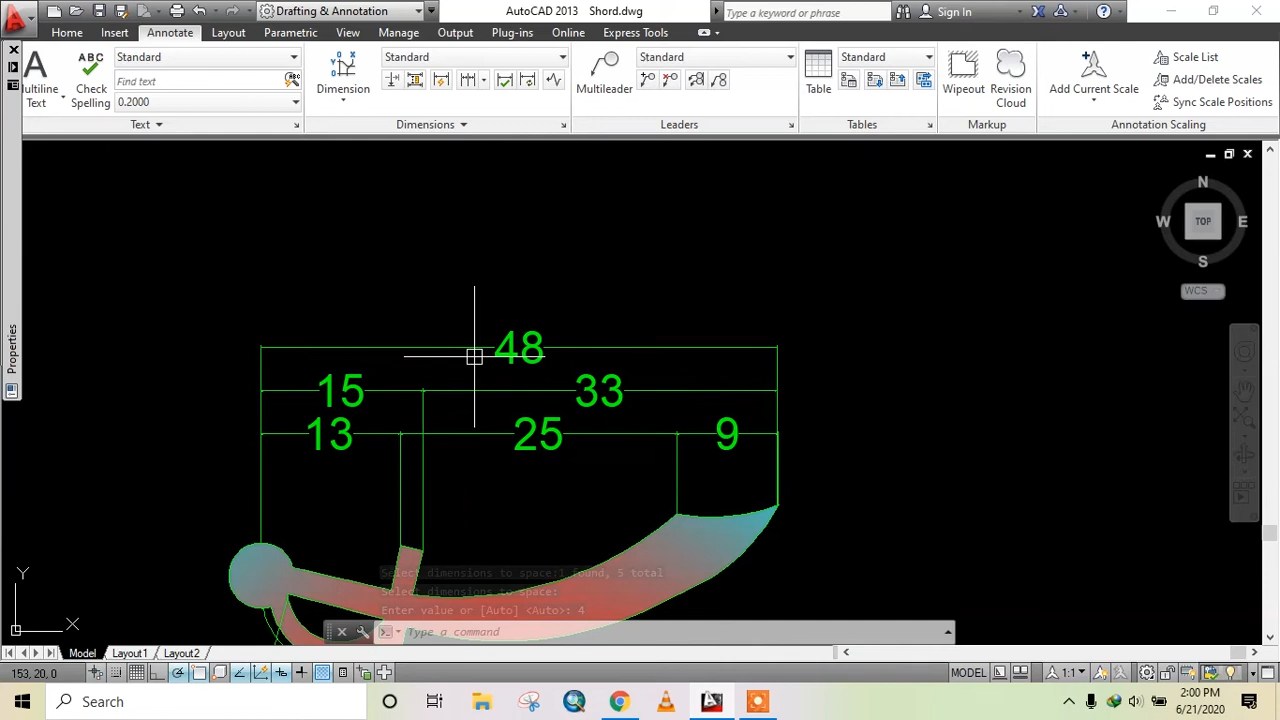 Drafting & Annotation
AutoCAD 2013 Shord.dwg
Type a keyword or phrase
Sign In
Home Insert Annotate Layout Parametric View Manage Output Plug-ins Online Express Tools
Standard
Standard
Standard
Standard
Scale List
ABC
Find text
Add/Delete Scales
ultiline
Text
Check
Spelling
Dimension
Multileader
Table
Wipeout
Revision
Cloud
Add Current Scale
0.2000
Sync Scale Positions
Text
Dimensions
Leaders
Tables
Markup
Annotation Scaling
N
W
TOP
E
S
WCS
Properties
48
15
33
13
25
9
Select dimensions to space:1 found, 5 total
Select dimensions to space:
Enter value or [Auto] <Auto>: 4
Type a command
Y
X
Model Layout1 Layout2
153, 20.0
MODEL
1:1
Search
2:00 PM
6/21/2020